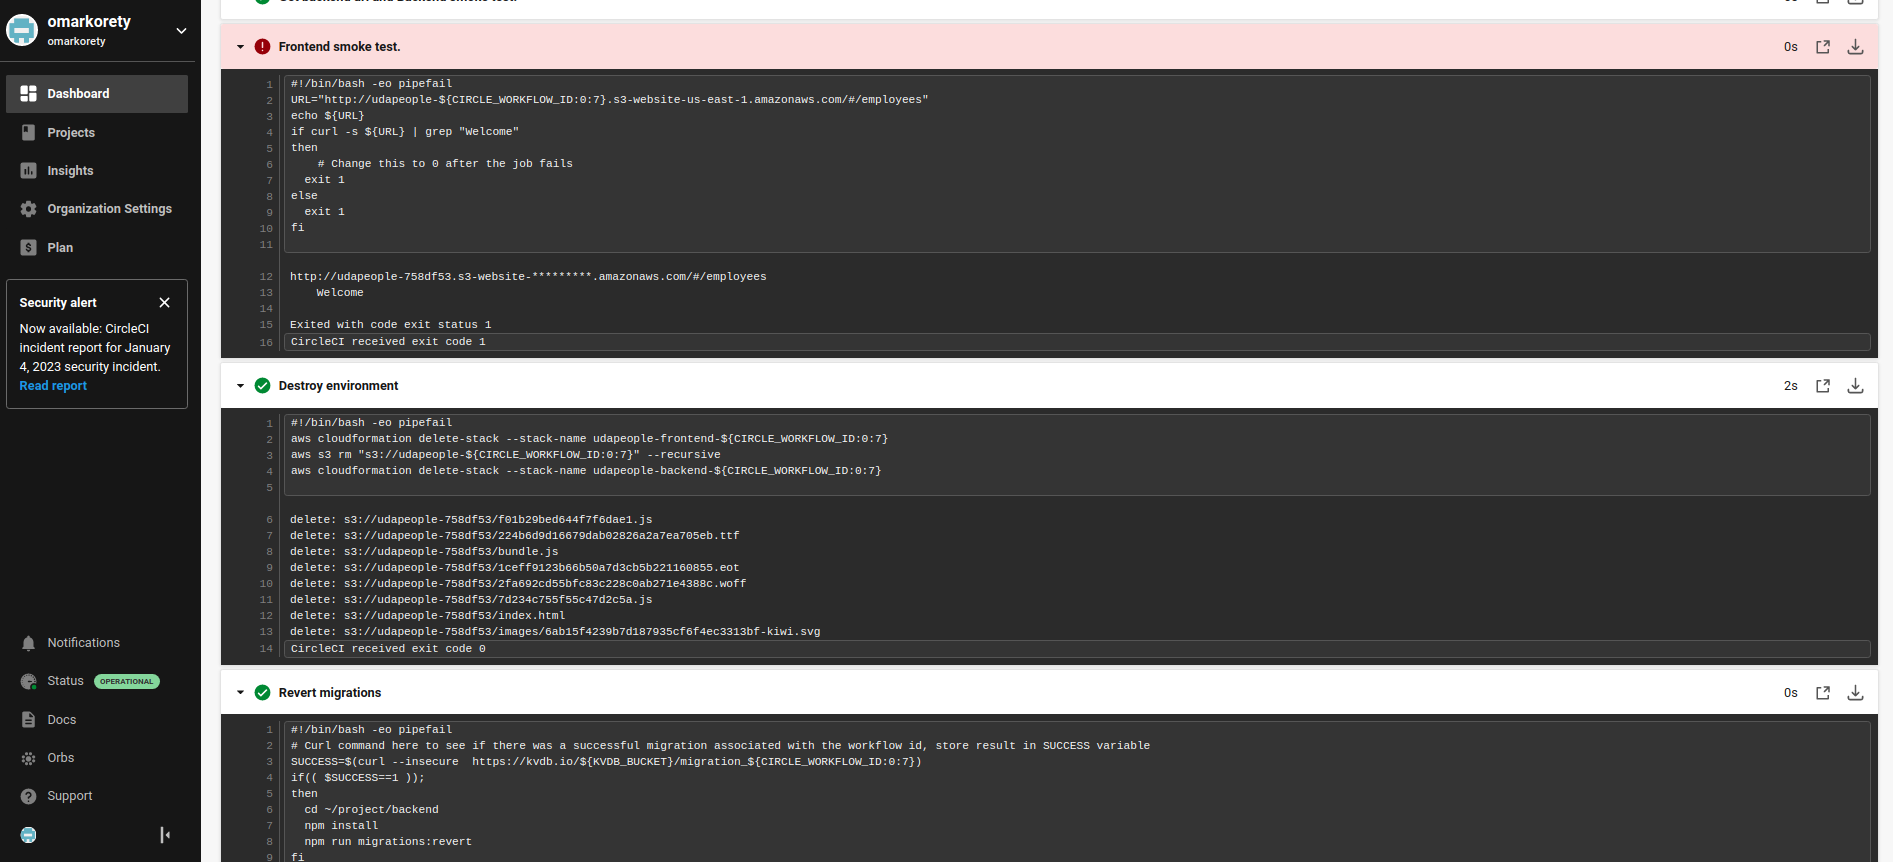 omarkorety
omarkorety
Dashboard
Projects
Insights
Organization Settings
Plan
Security alert
Now available: CircleCI
incident report for January
4, 2023 security incident.
Read report
Notifications
Status OPERATIONAL
Docs
Orbs
Support
Frontend smoke test. 0s
1 #!/bin/bash -eo pipefail
2 URL="http://udapeople-${CIRCLE_WORKFLOW_ID:0:7}.s3-website-us-east-1.amazonaws.com/#/employees"
3 echo ${URL}
4 if curl -s ${URL} | grep "Welcome"
5 then
6     # Change this to 0 after the job fails
7   exit 1
8 else
9   exit 1
10 fi
11
12 http://udapeople-758df53.s3-website-*********.amazonaws.com/#/employees
13     Welcome
14
15 Exited with code exit status 1
16 CircleCI received exit code 1
Destroy environment 2s
1 #!/bin/bash -eo pipefail
2 aws cloudformation delete-stack --stack-name udapeople-frontend-${CIRCLE_WORKFLOW_ID:0:7}
3 aws s3 rm "s3://udapeople-${CIRCLE_WORKFLOW_ID:0:7}" --recursive
4 aws cloudformation delete-stack --stack-name udapeople-backend-${CIRCLE_WORKFLOW_ID:0:7}
5
6 delete: s3://udapeople-758df53/f01b29bed644f7f6dae1.js
7 delete: s3://udapeople-758df53/224b6d9d16679dab02826a2a7ea705eb.ttf
8 delete: s3://udapeople-758df53/bundle.js
9 delete: s3://udapeople-758df53/1ceff9123b66b50a7d3cb5b221160855.eot
10 delete: s3://udapeople-758df53/2fa692cd55bfc83c228c0ab271e4388c.woff
11 delete: s3://udapeople-758df53/7d234c755f55c47d2c5a.js
12 delete: s3://udapeople-758df53/index.html
13 delete: s3://udapeople-758df53/images/6ab15f4239b7d187935cf6f4ec3313bf-kiwi.svg
14 CircleCI received exit code 0
Revert migrations 0s
1 #!/bin/bash -eo pipefail
2 # Curl command here to see if there was a successful migration associated with the workflow id, store result in SUCCESS variable
3 SUCCESS=$(curl --insecure  https://kvdb.io/${KVDB_BUCKET}/migration_${CIRCLE_WORKFLOW_ID:0:7})
4 if(( $SUCCESS==1 ));
5 then
6   cd ~/project/backend
7   npm install
8   npm run migrations:revert
9 fi